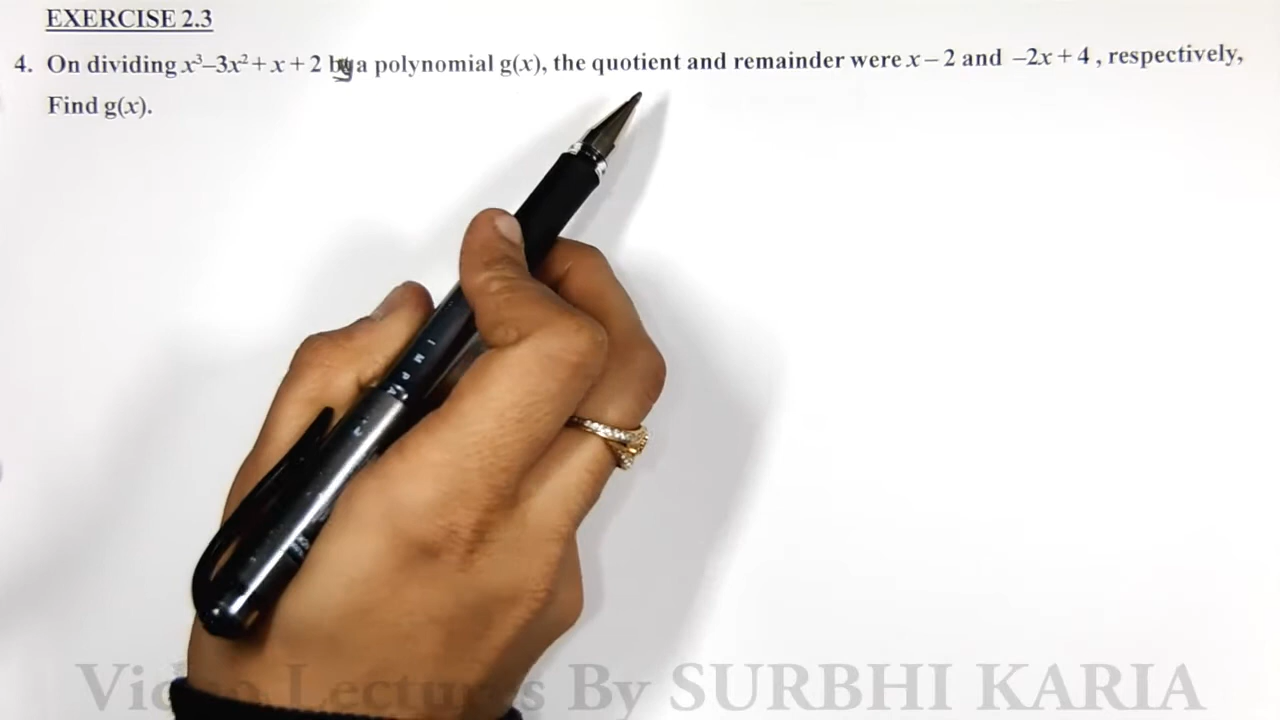 EXERCISE 2.3
4. On dividing x³–3x²+x+2 by a polynomial g(x), the quotient and remainder were x–2 and –2x+4, respectively,
Find g(x).
IMPA
Video Lectures By SURBHI KARIA